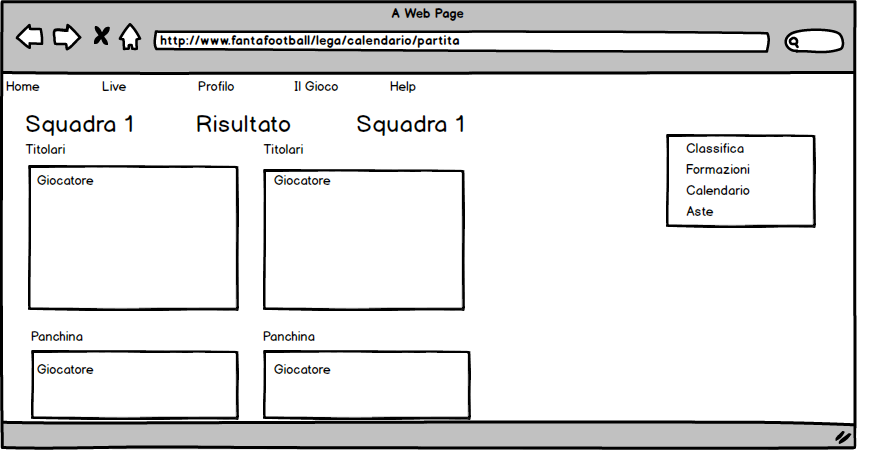 A Web Page
http://www.fantafootball/lega/calendario/partita
Home Live Profilo Il Gioco Help
Squadra 1 Risultato Squadra 1
Titolari Titolari
Giocatore Giocatore
Panchina Panchina
Giocatore Giocatore
Classifica
Formazioni
Calendario
Aste